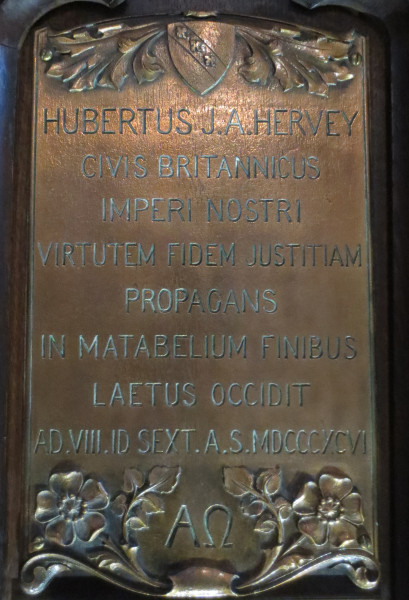 HUBERTUS J.A. HERVEY
CIVIS BRITANNICUS
IMPERI NOSTRI
VIRTUTEM FIDEM JUSTITIAM
PROPAGANS
IN MATABELIUM FINIBUS
LAETUS OCCIDIT
AD.VIII.ID SEXT.A.S.MDCCCXCVI
ΑΩ